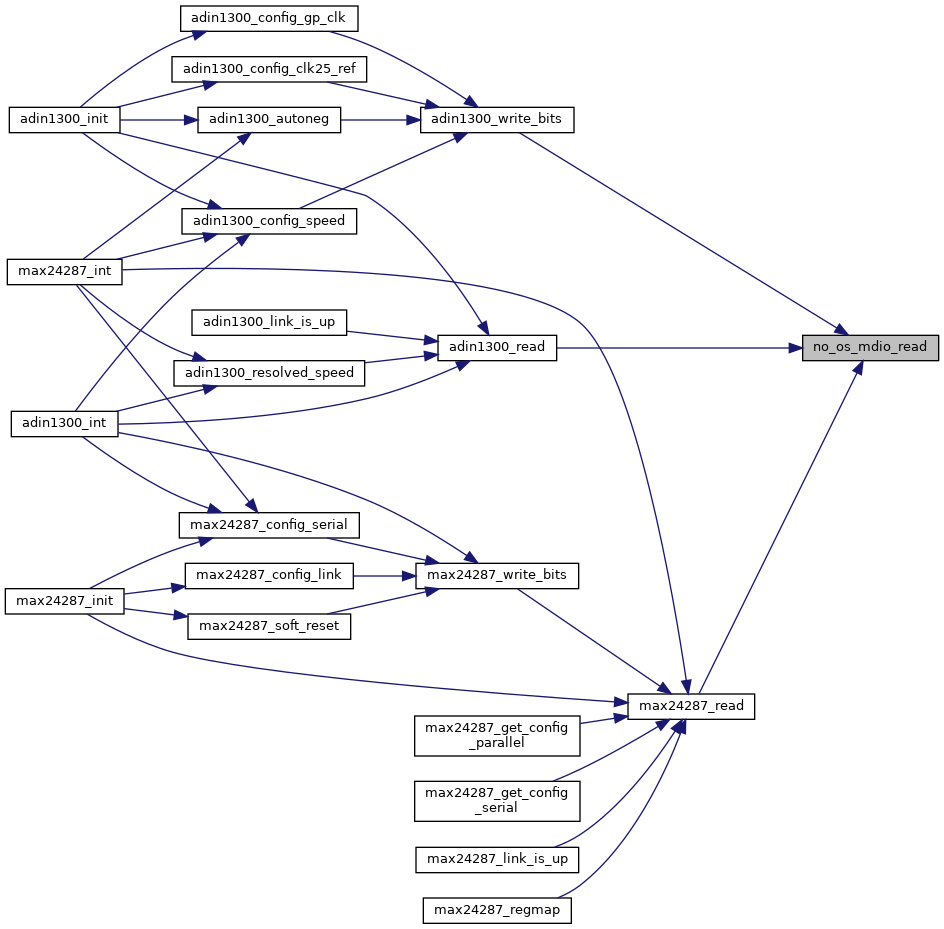 adin1300_config_gp_clk
adin1300_config_clk25_ref
adin1300_init
adin1300_autoneg
adin1300_write_bits
adin1300_config_speed
max24287_int
adin1300_link_is_up
adin1300_read
no_os_mdio_read
adin1300_resolved_speed
adin1300_int
max24287_config_serial
max24287_config_link
max24287_write_bits
max24287_init
max24287_soft_reset
max24287_read
max24287_get_config
_parallel
max24287_get_config
_serial
max24287_link_is_up
max24287_regmap